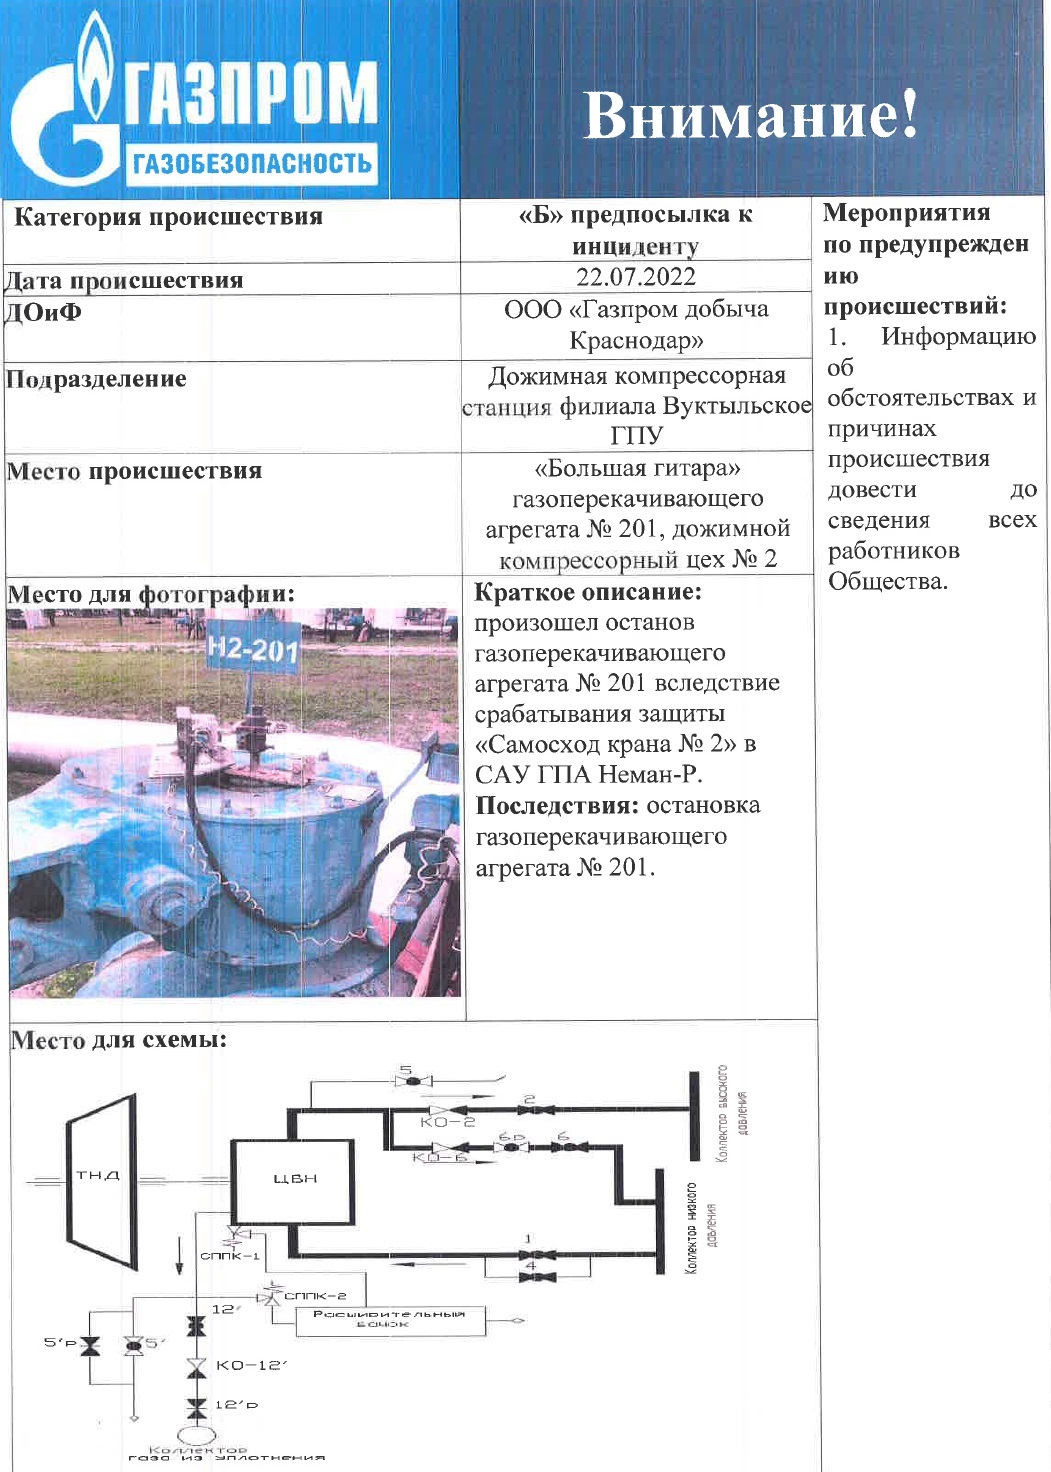 ГАЗПРОМ
ГАЗОБЕЗОПАСНОСТЬ
Внимание!
Категория происшествия
«Б» предпосылка к
инциденту
Дата происшествия
22.07.2022
ДОиФ
ООО «Газпром добыча
Краснодар»
Подразделение
Дожимная компрессорная
станция филиала Вуктыльское
ГПУ
Место происшествия
«Большая гитара»
газоперекачивающего
агрегата № 201, дожимной
компрессорный цех № 2
Мероприятия
по предупрежден
ию
происшествий:
1. Информацию
об
обстоятельствах и
причинах
происшествия
довести до
сведения всех
работников
Общества.
Место для фотографии:
Н2-201
Краткое описание:
произошел останов
газоперекачивающего
агрегата № 201 вследствие
срабатывания защиты
«Самосход крана № 2» в
САУ ГПА Неман-Р.
Последствия: остановка
газоперекачивающего
агрегата № 201.
Место для схемы:
5
2
КО-2
6р
6
КО-6
Коллектор высокого
давления
ТНД
ЦВН
Коллектор низкого
давления
1
4
СППК-1
СППК-2
Расширительный
бачок
12'
5'р
5'
КО-12'
12'р
Коллектор
газа из уплотнения